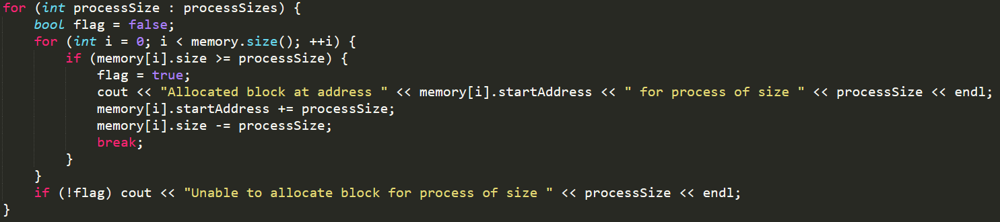 for (int processSize : processSizes) {
    bool flag = false;
    for (int i = 0; i < memory.size(); ++i) {
        if (memory[i].size >= processSize) {
            flag = true;
            cout << "Allocated block at address " << memory[i].startAddress << " for process of size " << processSize << endl;
            memory[i].startAddress += processSize;
            memory[i].size -= processSize;
            break;
        }
    }
    if (!flag) cout << "Unable to allocate block for process of size " << processSize << endl;
}